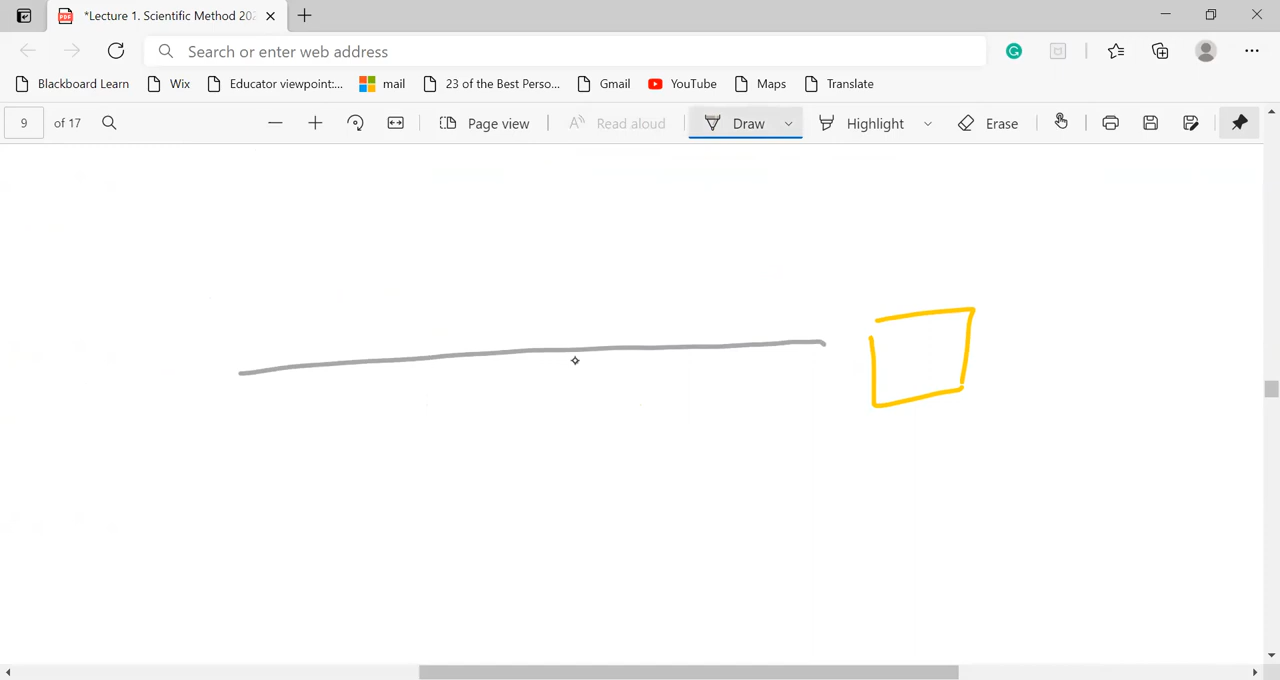 *Lecture 1. Scientific Method 202
Search or enter web address
Blackboard Learn Wix Educator viewpoint:... mail 23 of the Best Perso... Gmail YouTube Maps Translate
9 of 17 Page view Read aloud Draw Highlight Erase